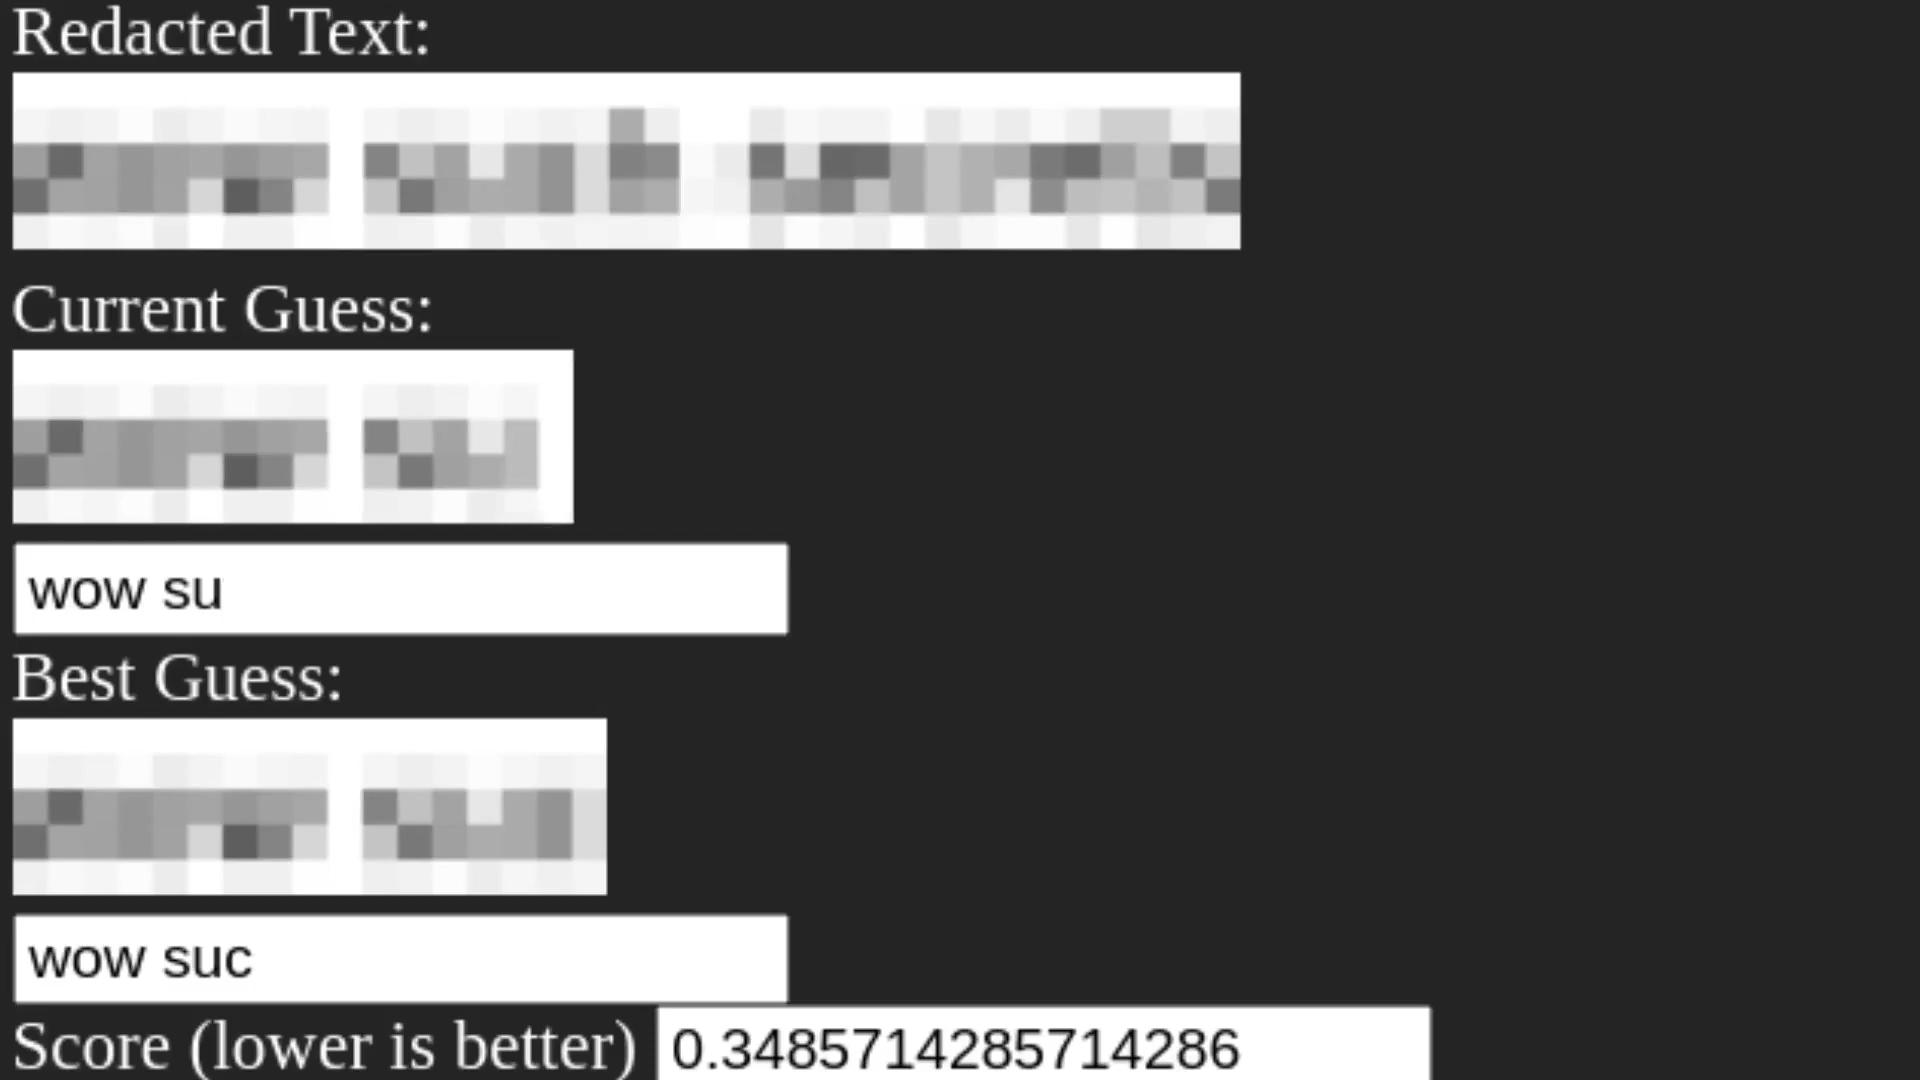 Redacted Text:
Current Guess:
wow su
Best Guess:
wow suc
Score (lower is better) 0.3485714285714286